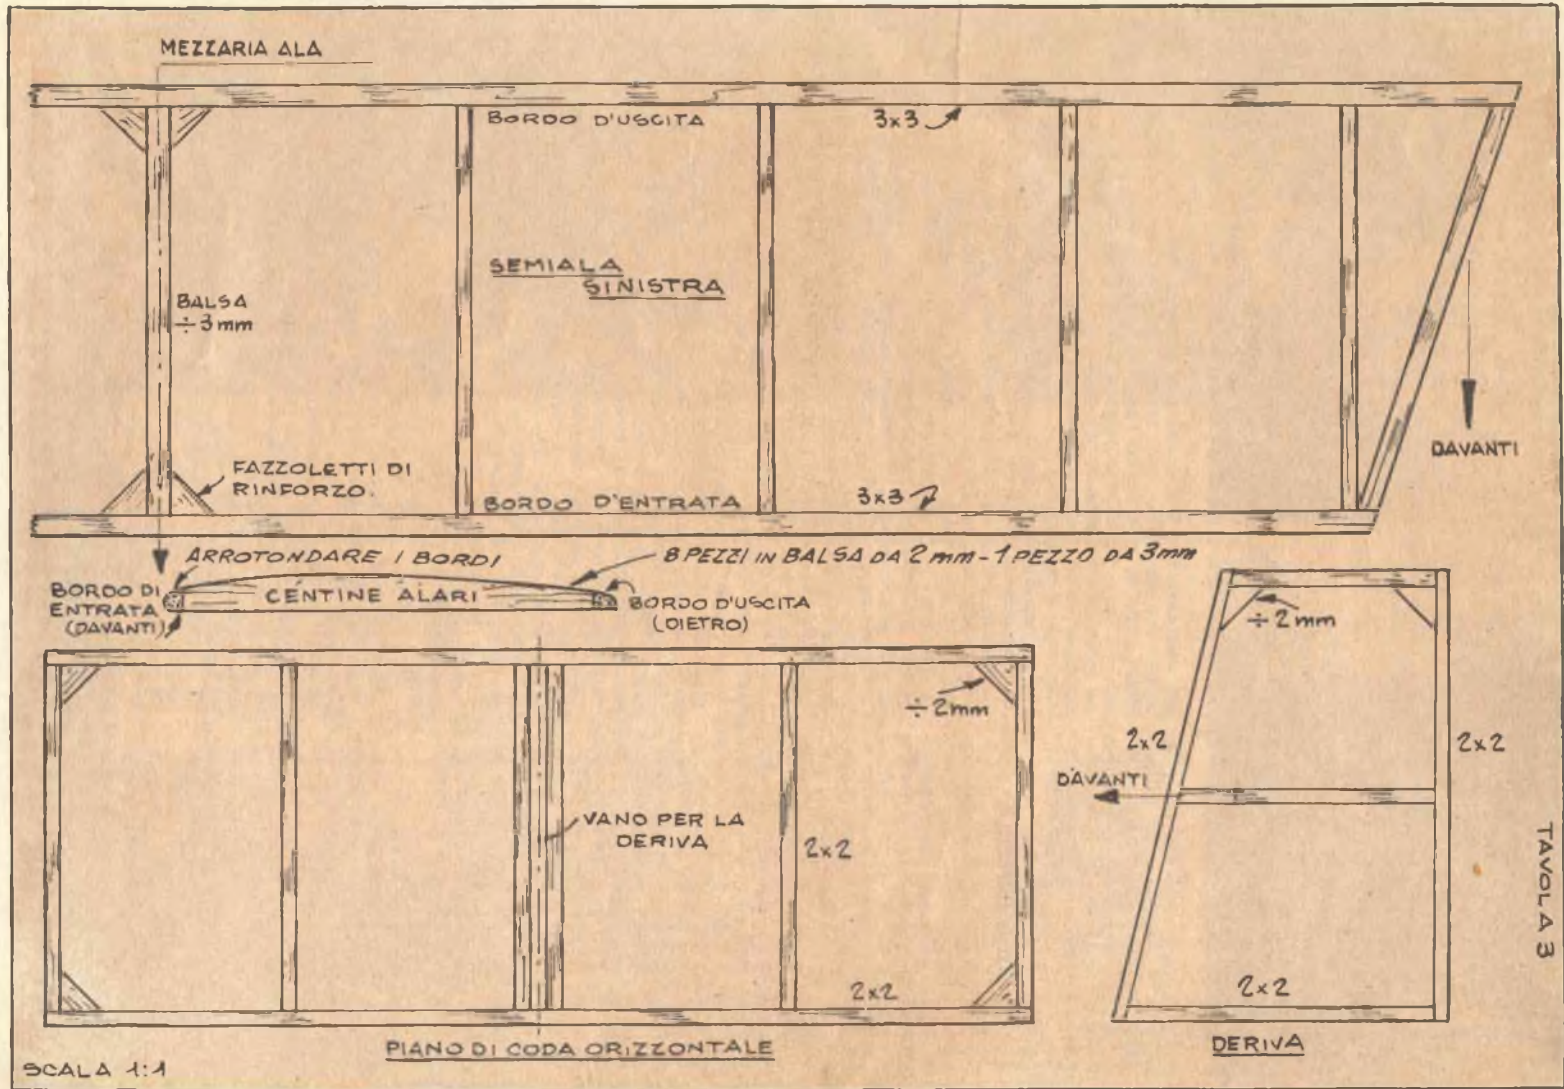 MEZZARIA ALA
BORDO D'USCITA
3x3
SEMIALA
SINISTRA
BALSA
÷3mm
DAVANTI
FAZZOLETTI DI
RINFORZO.
BORDO D'ENTRATA
3x3
ARROTONDARE I BORDI
8 PEZZI IN BALSA DA 2mm - 1 PEZZO DA 3mm
BORDO DI
ENTRATA
(DAVANTI)
CENTINE ALARI
BORDO D'USCITA
(DIETRO)
÷2mm
÷2mm
2x2
2x2
DAVANTI
VANO PER LA
DERIVA
2x2
2x2
2x2
PIANO DI CODA ORIZZONTALE
DERIVA
TAVOLA 3
SCALA 1:1